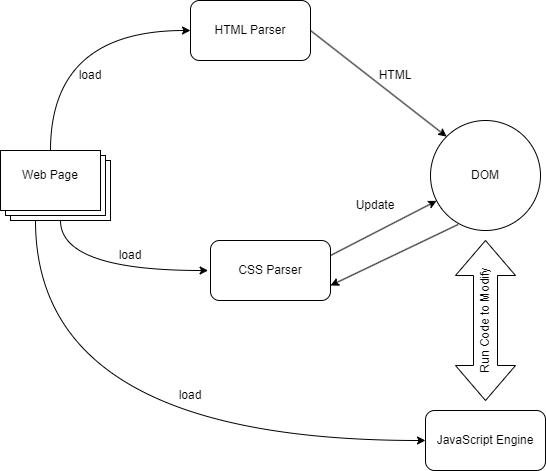 HTML Parser
load
HTML
Web Page
DOM
Update
load
CSS Parser
Run Code to Modify
load
JavaScript Engine